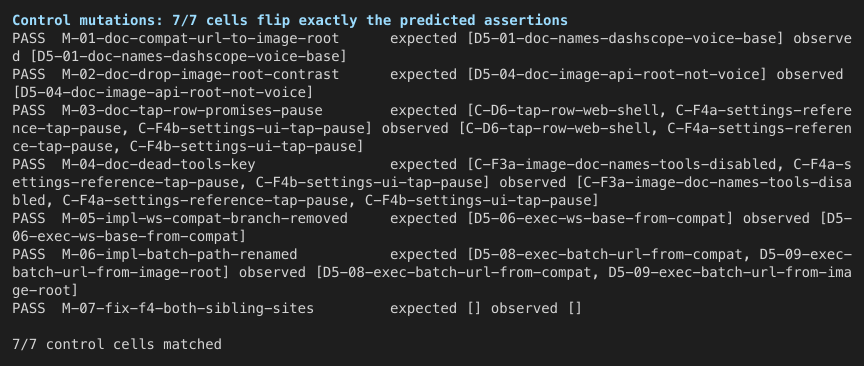 Control mutations: 7/7 cells flip exactly the predicted assertions
PASS  M-01-doc-compat-url-to-image-root      expected [D5-01-doc-names-dashscope-voice-base] observe
d [D5-01-doc-names-dashscope-voice-base]
PASS  M-02-doc-drop-image-root-contrast      expected [D5-04-doc-image-api-root-not-voice] observed
[D5-04-doc-image-api-root-not-voice]
PASS  M-03-doc-tap-row-promises-pause        expected [C-D6-tap-row-web-shell, C-F4a-settings-refere
nce-tap-pause, C-F4b-settings-ui-tap-pause] observed [C-D6-tap-row-web-shell, C-F4a-settings-referen
ce-tap-pause, C-F4b-settings-ui-tap-pause]
PASS  M-04-doc-dead-tools-key                expected [C-F3a-image-doc-names-tools-disabled, C-F4a-s
ettings-reference-tap-pause, C-F4b-settings-ui-tap-pause] observed [C-F3a-image-doc-names-tools-disa
bled, C-F4a-settings-reference-tap-pause, C-F4b-settings-ui-tap-pause]
PASS  M-05-impl-ws-compat-branch-removed     expected [D5-06-exec-ws-base-from-compat] observed [D5-
06-exec-ws-base-from-compat]
PASS  M-06-impl-batch-path-renamed           expected [D5-08-exec-batch-url-from-compat, D5-09-exec-
batch-url-from-image-root] observed [D5-08-exec-batch-url-from-compat, D5-09-exec-batch-url-from-ima
ge-root]
PASS  M-07-fix-f4-both-sibling-sites         expected [] observed []
7/7 control cells matched